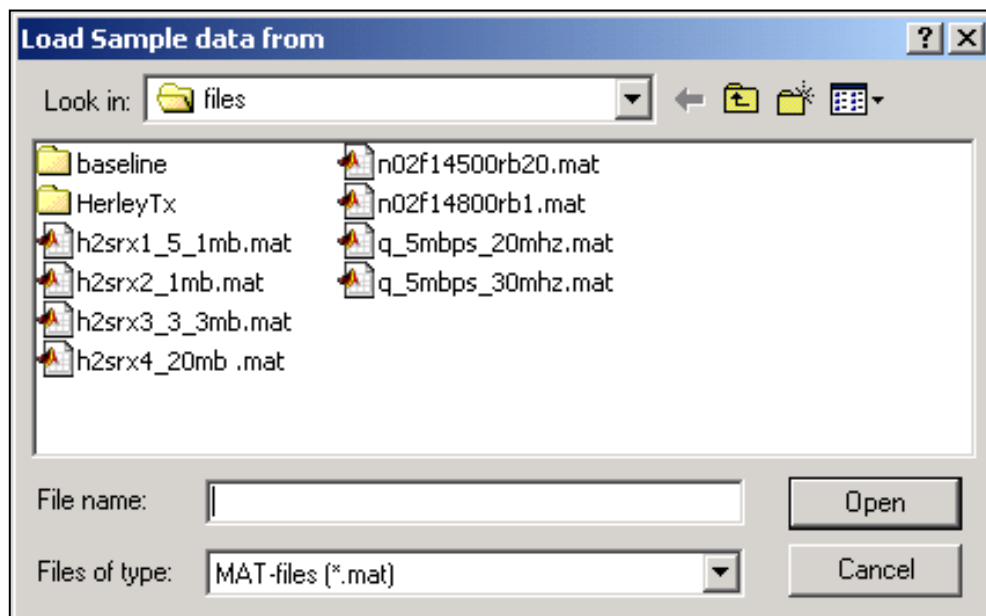 Load Sample data from
Look in: files
baseline
HerleyTx
h2srx1_5_1mb.mat
h2srx2_1mb.mat
h2srx3_3_3mb.mat
h2srx4_20mb .mat
n02f14500rb20.mat
n02f14800rb1.mat
q_5mbps_20mhz.mat
q_5mbps_30mhz.mat
File name:
Open
Files of type: MAT-files (*.mat)
Cancel